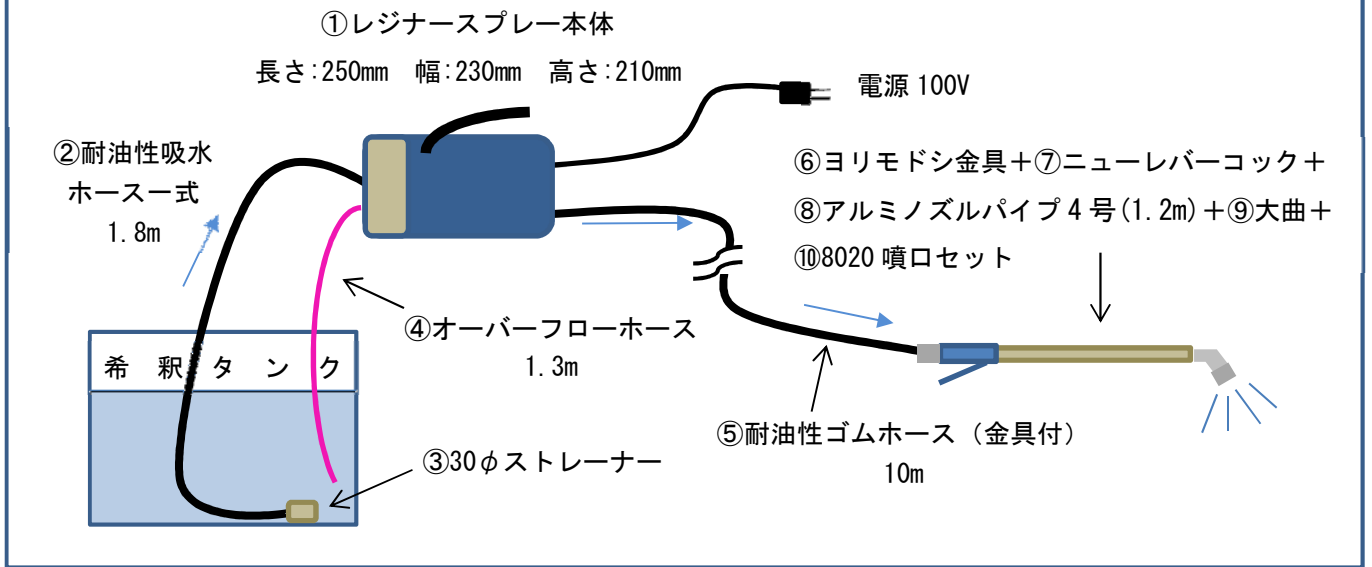 ①レジナースプレー本体
長さ:250mm 幅:230mm 高さ:210mm
電源 100V
②耐油性吸水
ホース一式
1.8m
⑥ヨリモドシ金具＋⑦ニューレバーコック＋
⑧アルミノズルパイプ 4 号(1.2m)＋⑨大曲＋
⑩8020 噴口セット
④オーバーフローホース
1.3m
希 釈 タ ン ク
⑤耐油性ゴムホース（金具付）
10m
③30φストレーナー